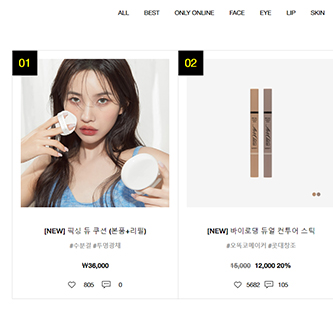 ALL BEST ONLY ONLINE FACE EYE LIP SKIN
01
[NEW] 픽싱 듀 쿠션 (본품+리필)
#수분결 #투명광채
₩36,000
805 0
02
[NEW] 바이로댕 듀얼 컨투어 스틱
#오똑코메이커 #콧대창조
15,000 12,000 20%
5682 105